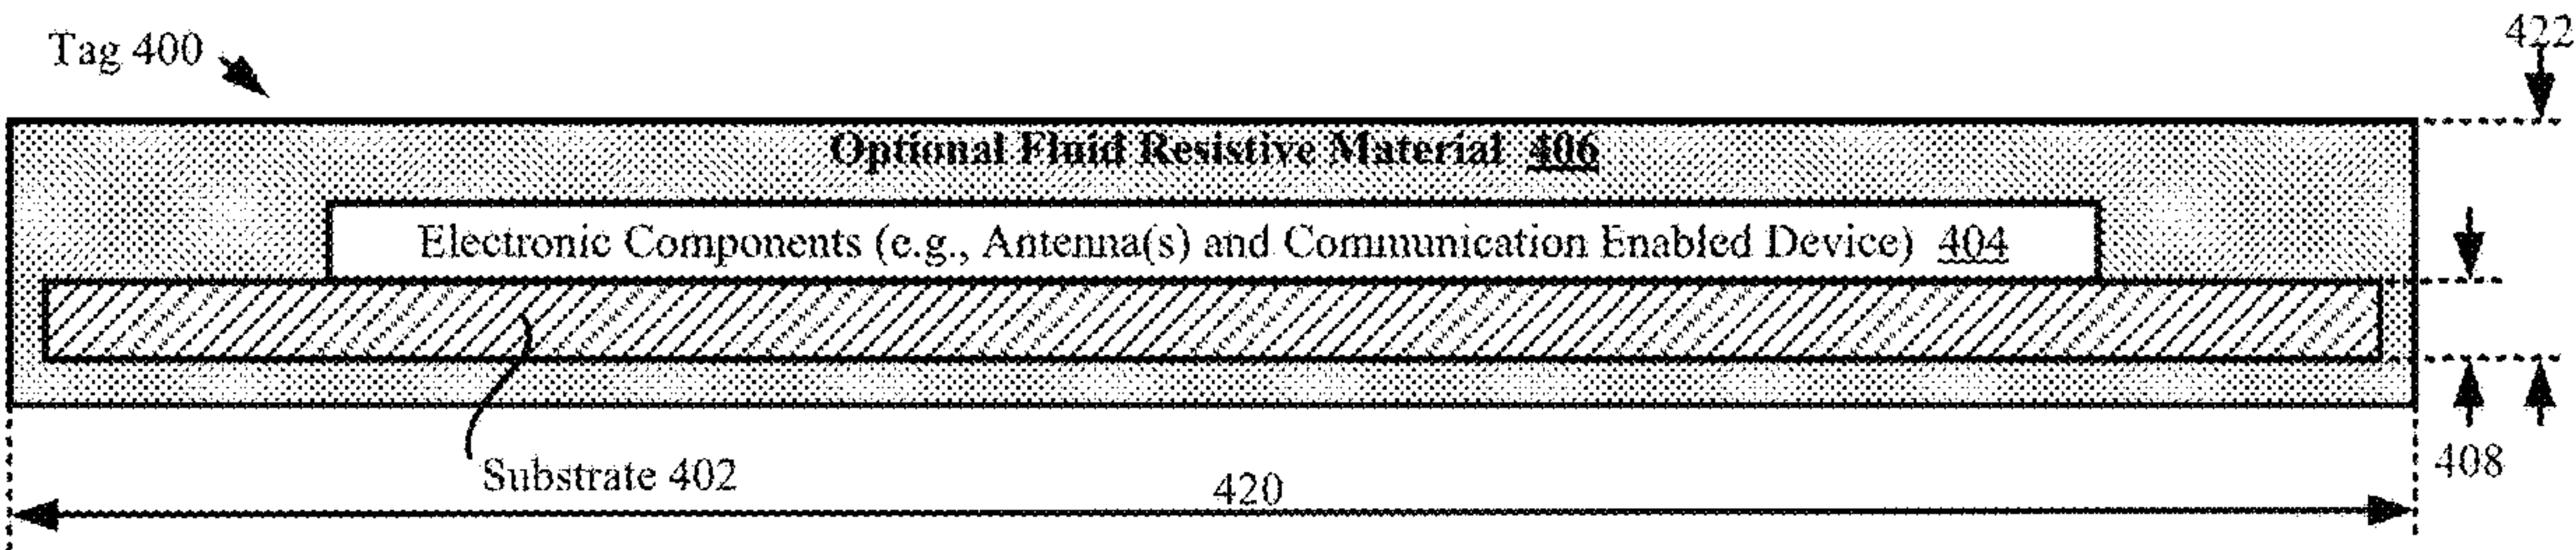 422
Tag 400
Optional Fluid Resistive Material 406
Electronic Components (e.g., Antenna(s) and Communication Enabled Device) 404
Substrate 402
408
420